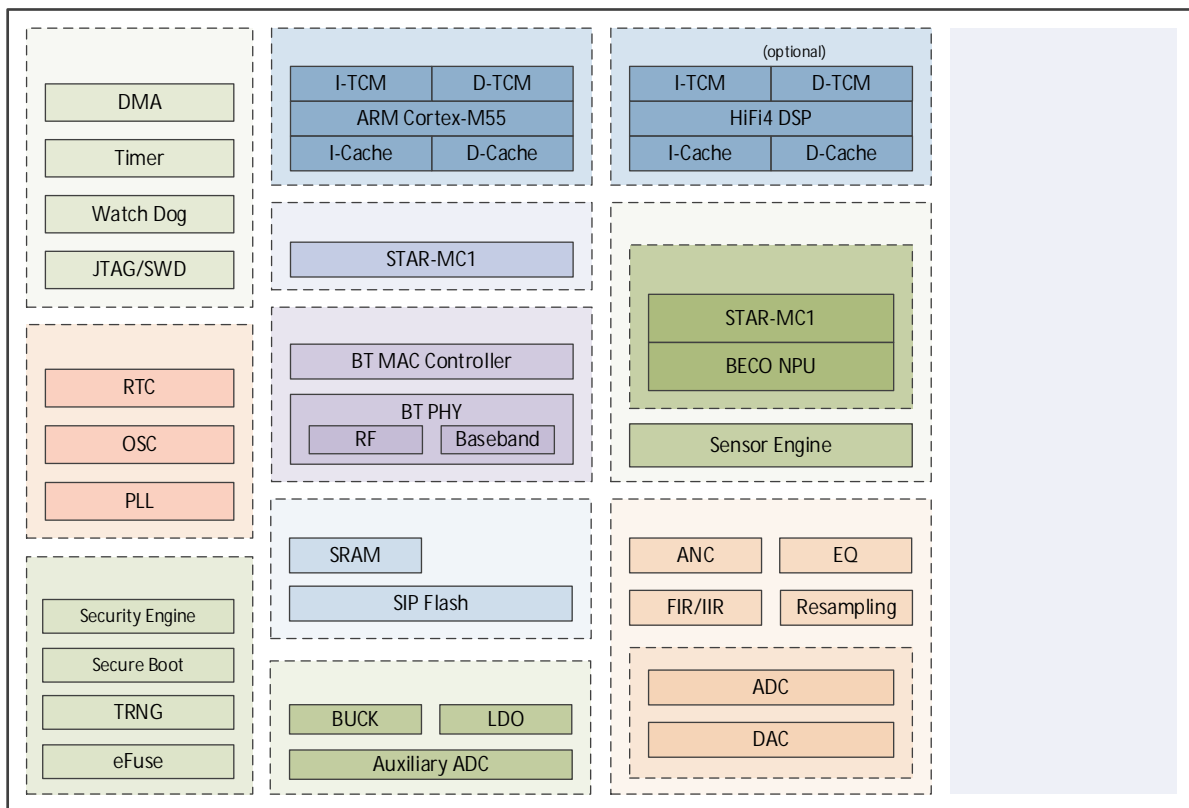 DMA
Timer
Watch Dog
JTAG/SWD
RTC
OSC
PLL
Security Engine
Secure Boot
TRNG
eFuse
I-TCM
D-TCM
ARM Cortex-M55
I-Cache
D-Cache
STAR-MC1
BT MAC Controller
BT PHY
RF
Baseband
SRAM
SIP Flash
BUCK
LDO
Auxiliary ADC
(optional)
I-TCM
D-TCM
HiFi4 DSP
I-Cache
D-Cache
STAR-MC1
BECO NPU
Sensor Engine
ANC
EQ
FIR/IIR
Resampling
ADC
DAC